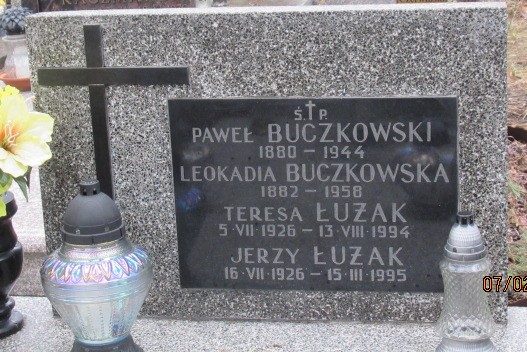 Ś.†P.
PAWEŁ BUCZKOWSKI
1880 – 1944
LEOKADIA BUCZKOWSKA
1882 – 1958
TERESA ŁUŻAK
5·VII·1926 – 13·VIII·1994
JERZY ŁUŻAK
16·VII·1926 – 15·III·1995
07/02